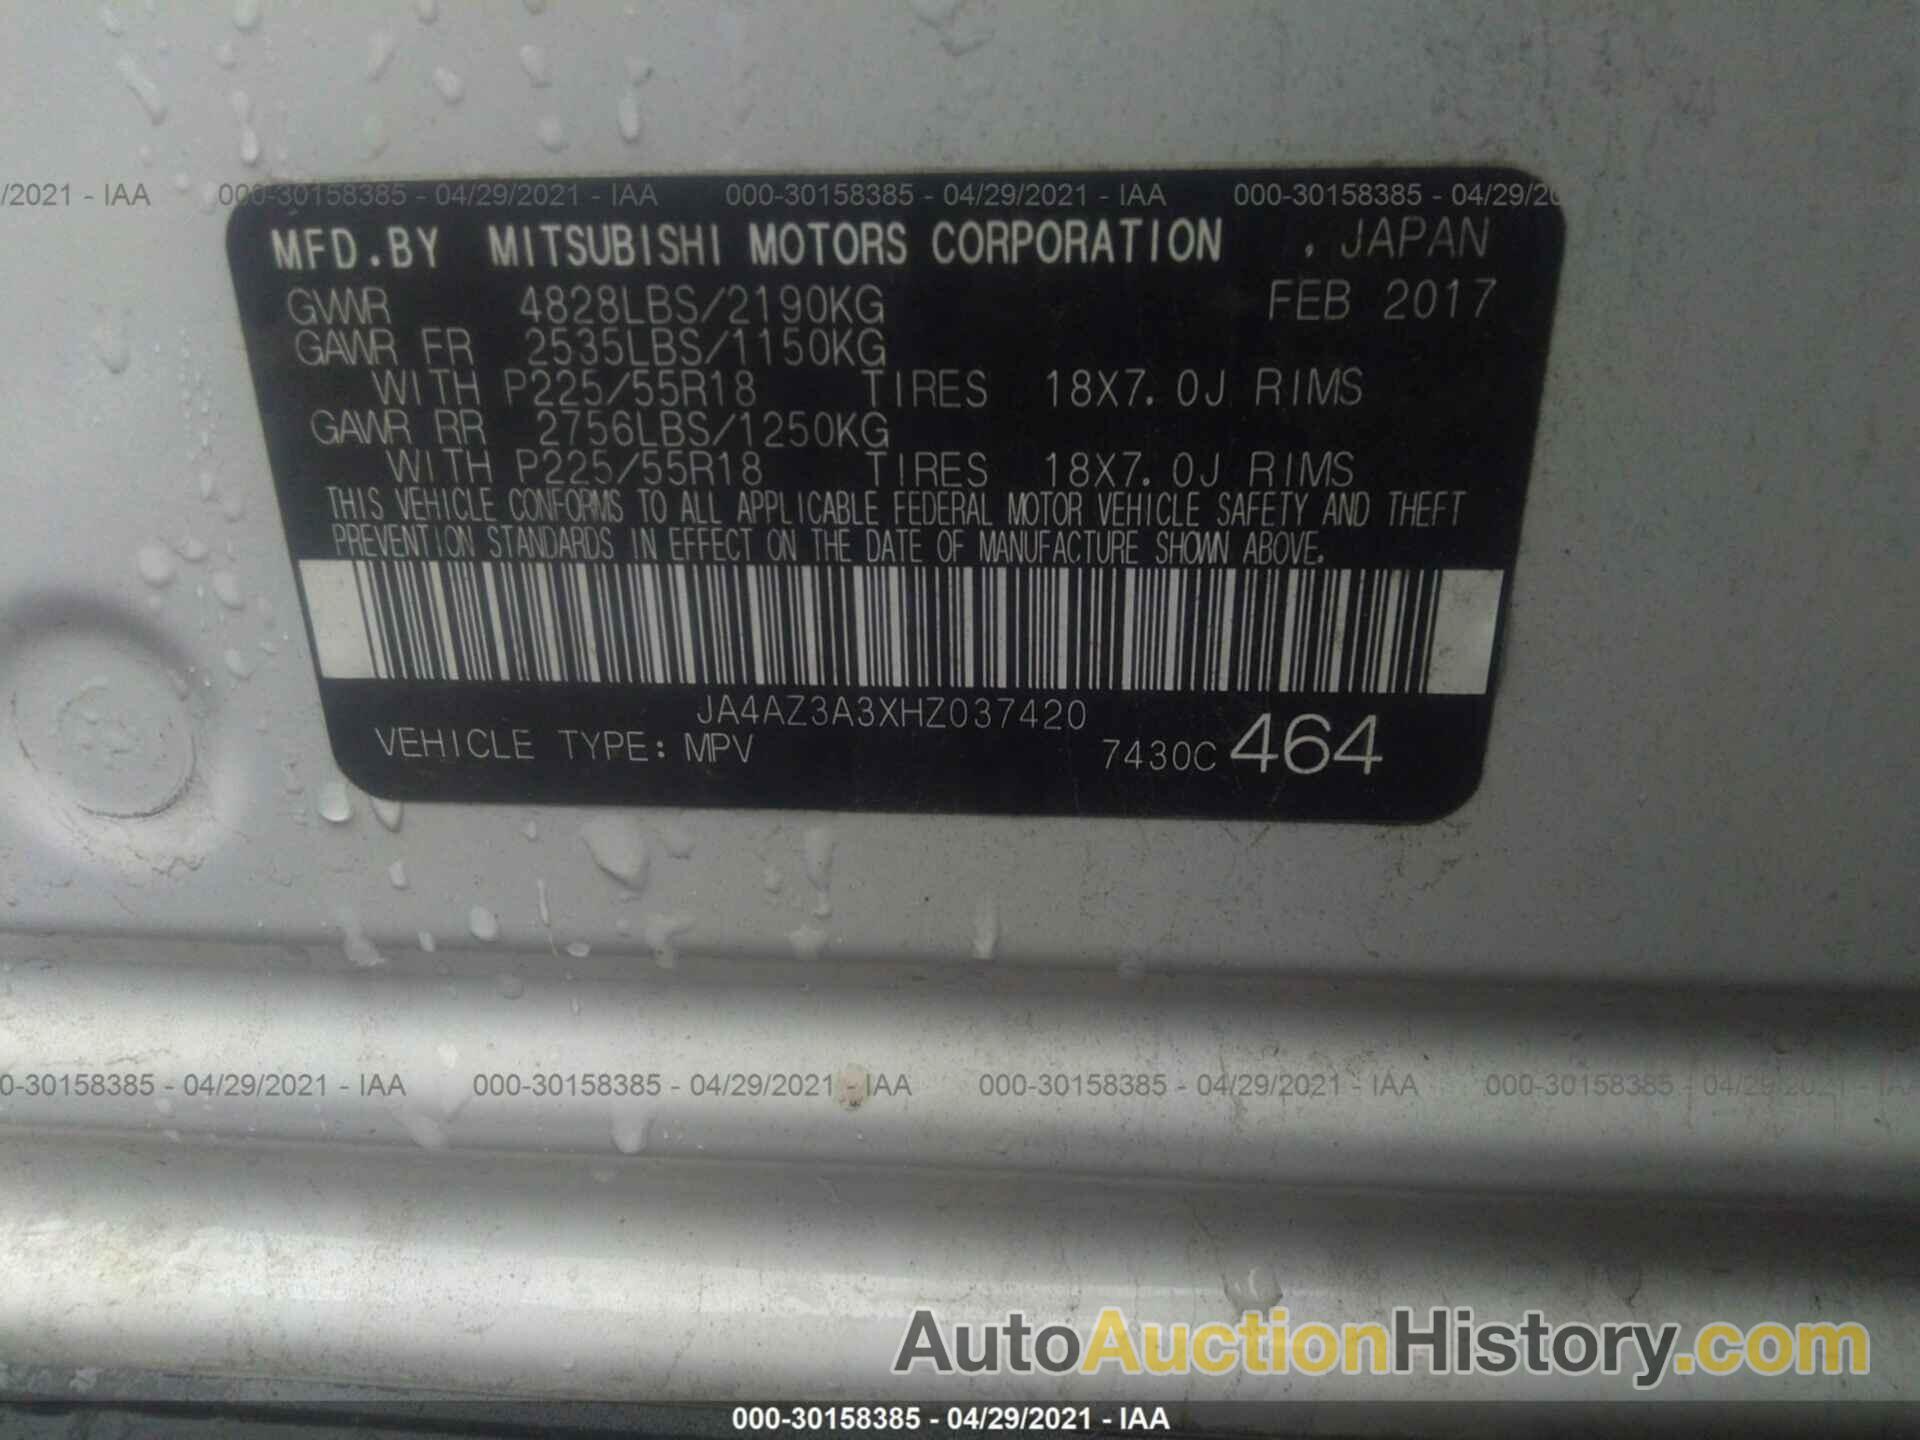 /2021 - IAA 000-30158385 - 04/29/2021 - IAA 000-30158385 - 04/29/2021 - IAA 000-30158385 - 04/29/20
MFD.BY MITSUBISHI MOTORS CORPORATION , JAPAN
GVWR 4828LBS/2190KG FEB 2017
GAWR FR 2535LBS/1150KG
WITH P225/55R18 TIRES 18X7.0J RIMS
GAWR RR 2756LBS/1250KG
WITH P225/55R18 TIRES 18X7.0J RIMS
THIS VEHICLE CONFORMS TO ALL APPLICABLE FEDERAL MOTOR VEHICLE SAFETY AND THEFT
PREVENTION STANDARDS IN EFFECT ON THE DATE OF MANUFACTURE SHOWN ABOVE.
JA4AZ3A3XHZ037420
VEHICLE TYPE: MPV 7430C 464
0-30158385 - 04/29/2021 - IAA 000-30158385 - 04/29/2021 - IAA 000-30158385 - 04/29/2021 - IAA 000-30158385 - 04/29/2021 - IAA
AutoAuctionHistory.com
000-30158385 - 04/29/2021 - IAA